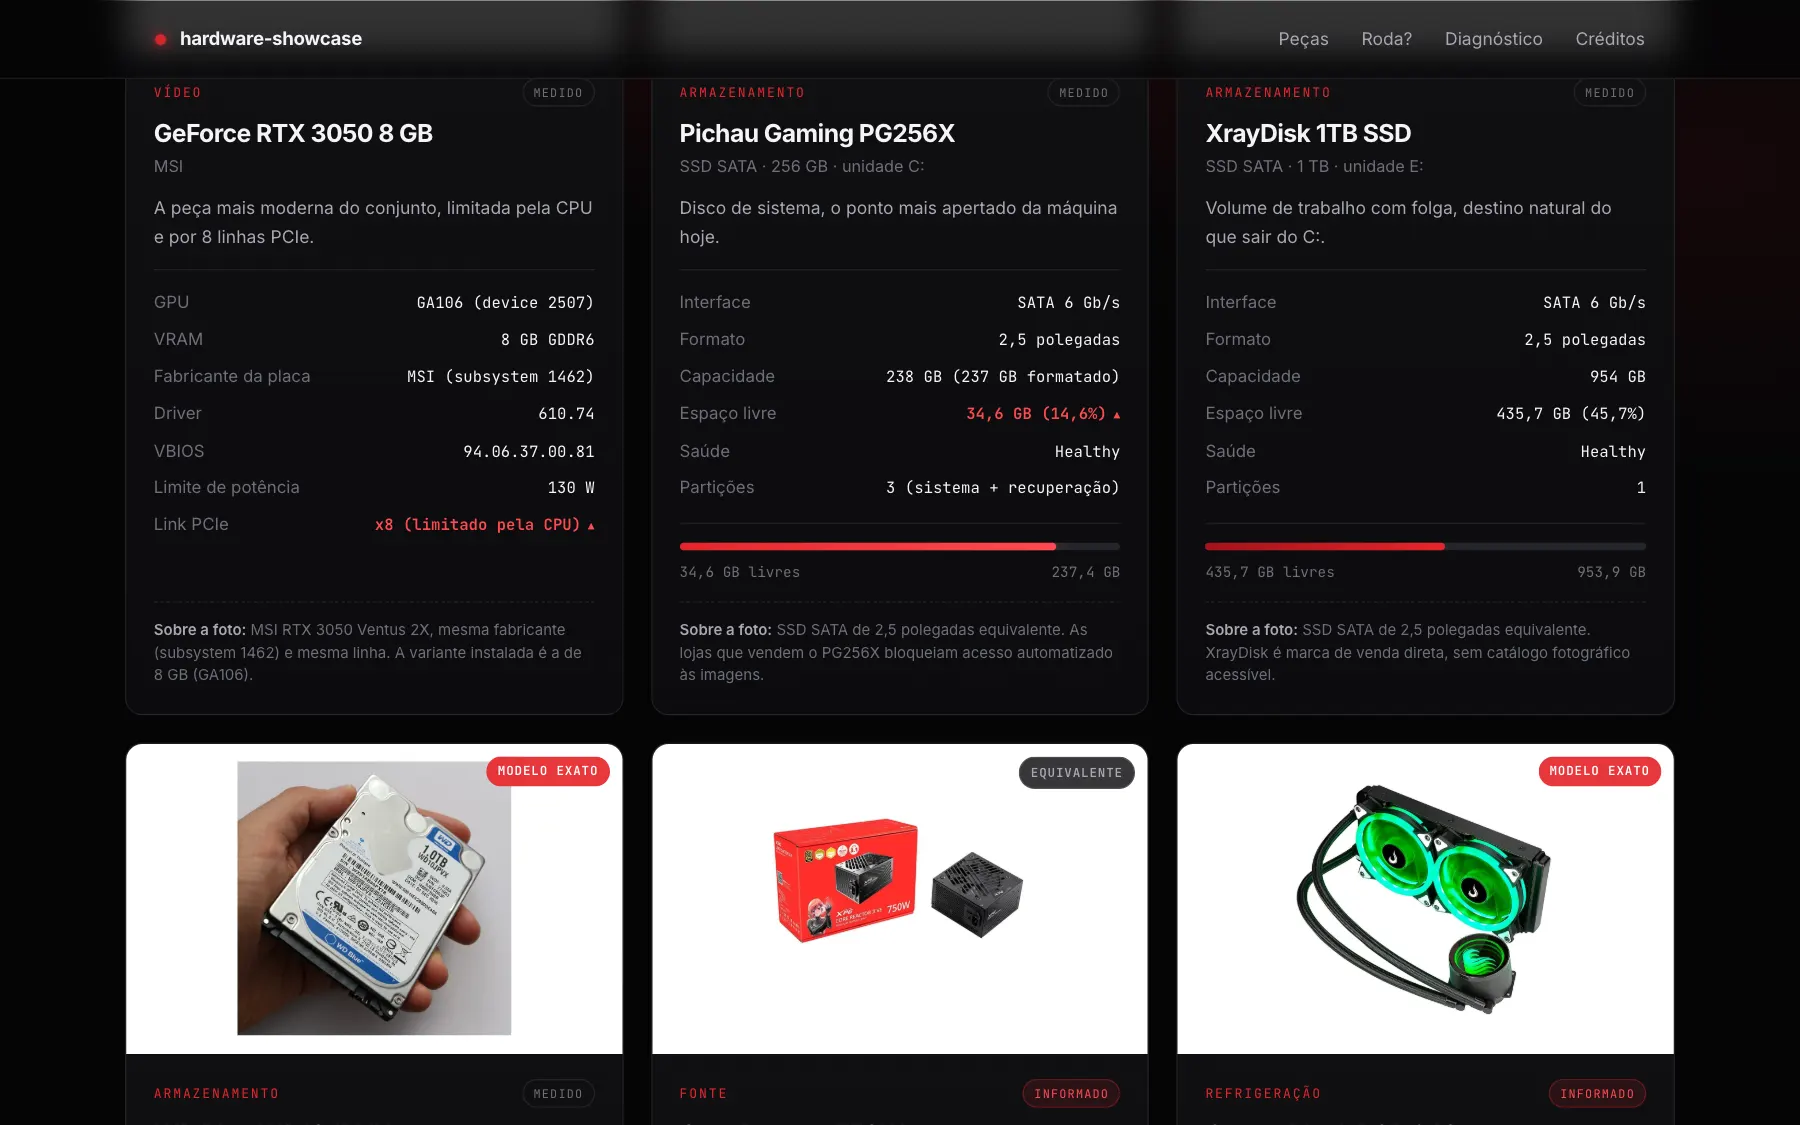 hardware-showcase
Peças
Roda?
Diagnóstico
Créditos
VÍDEO
MEDIDO
GeForce RTX 3050 8 GB
MSI
A peça mais moderna do conjunto, limitada pela CPU
e por 8 linhas PCIe.
GPU
GA106 (device 2507)
VRAM
8 GB GDDR6
Fabricante da placa
MSI (subsystem 1462)
Driver
610.74
VBIOS
94.06.37.00.81
Limite de potência
130 W
Link PCIe
x8 (limitado pela CPU) ▲
Sobre a foto: MSI RTX 3050 Ventus 2X, mesma fabricante
(subsystem 1462) e mesma linha. A variante instalada é a de
8 GB (GA106).
ARMAZENAMENTO
MEDIDO
Pichau Gaming PG256X
SSD SATA · 256 GB · unidade C:
Disco de sistema, o ponto mais apertado da máquina
hoje.
Interface
SATA 6 Gb/s
Formato
2,5 polegadas
Capacidade
238 GB (237 GB formatado)
Espaço livre
34,6 GB (14,6%) ▲
Saúde
Healthy
Partições
3 (sistema + recuperação)
34,6 GB livres
237,4 GB
Sobre a foto: SSD SATA de 2,5 polegadas equivalente. As
lojas que vendem o PG256X bloqueiam acesso automatizado
às imagens.
ARMAZENAMENTO
MEDIDO
XrayDisk 1TB SSD
SSD SATA · 1 TB · unidade E:
Volume de trabalho com folga, destino natural do
que sair do C:.
Interface
SATA 6 Gb/s
Formato
2,5 polegadas
Capacidade
954 GB
Espaço livre
435,7 GB (45,7%)
Saúde
Healthy
Partições
1
435,7 GB livres
953,9 GB
Sobre a foto: SSD SATA de 2,5 polegadas equivalente.
XrayDisk é marca de venda direta, sem catálogo fotográfico
acessível.
MODELO EXATO
WD
1.0TB
WD10JPVX
WD Blue
ARMAZENAMENTO
MEDIDO
EQUIVALENTE
XPG
CORE REACTOR II VE
750W
FONTE
INFORMADO
MODELO EXATO
REFRIGERAÇÃO
INFORMADO